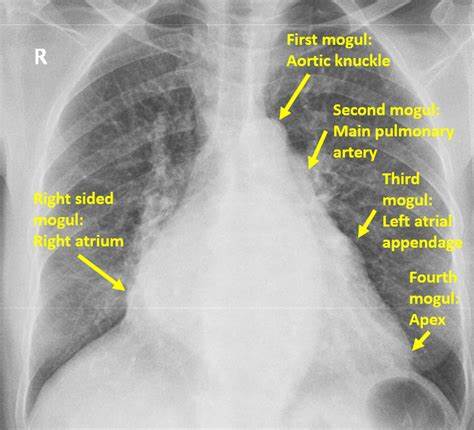 R
First mogul:
Aortic knuckle
Second mogul:
Main pulmonary
artery
Third
mogul:
Left atrial
appendage
Right sided
mogul:
Right atrium
Fourth
mogul:
Apex